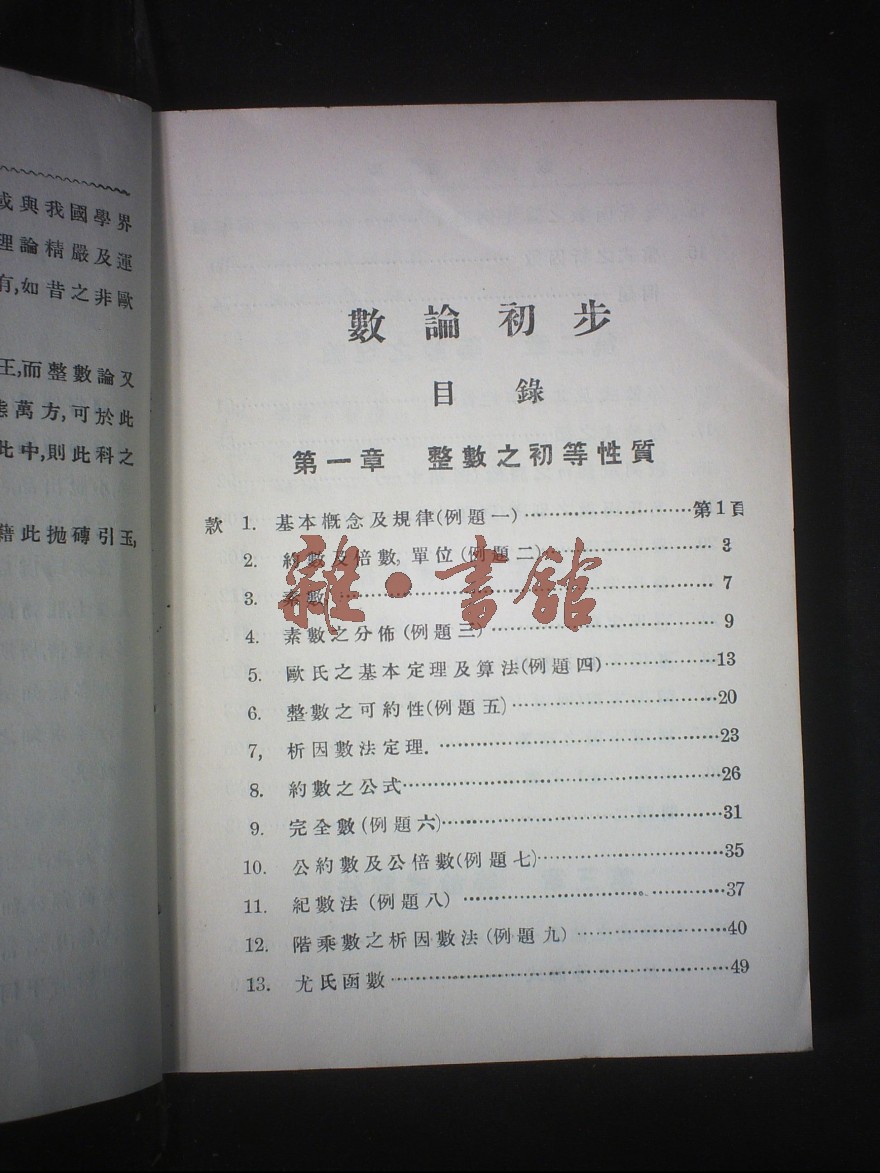 或與我國學界
理論精嚴及運
有,如昔之非歐
王,而整數論又
態萬方,可於此
此中,則此科之
藉此拋磚引玉,
數論初步
目錄
第一章 整數之初等性質
款 1. 基本概念及規律(例題一)…………第1頁
2. 約數及倍數, 單位(例題二)…………3
3. 素數…………7
4. 素數之分佈(例題三)…………9
5. 歐氏之基本定理及算法(例題四)…………13
6. 整數之可約性(例題五)…………20
7, 析因數法定理.…………23
8. 約數之公式…………26
9. 完全數(例題六)…………31
10. 公約數及公倍數(例題七)…………35
11. 紀數法(例題八)…………37
12. 階乘數之析因數法(例題九)…………40
13. 尤氏函數…………49
雜·書舘